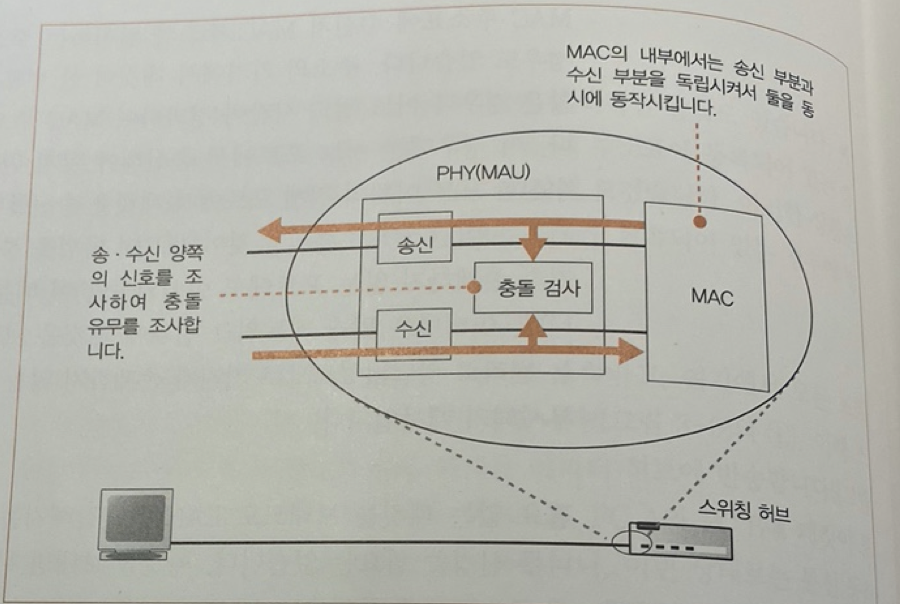 MAC의 내부에서는 송신 부분과
수신 부분을 독립시켜서 둘을 동
시에 동작시킵니다.
PHY(MAU)
송신
송·수신 양쪽
의 신호를 조
사하여 충돌
유무를 조사합
니다.
충돌 검사
MAC
수신
스위칭 허브